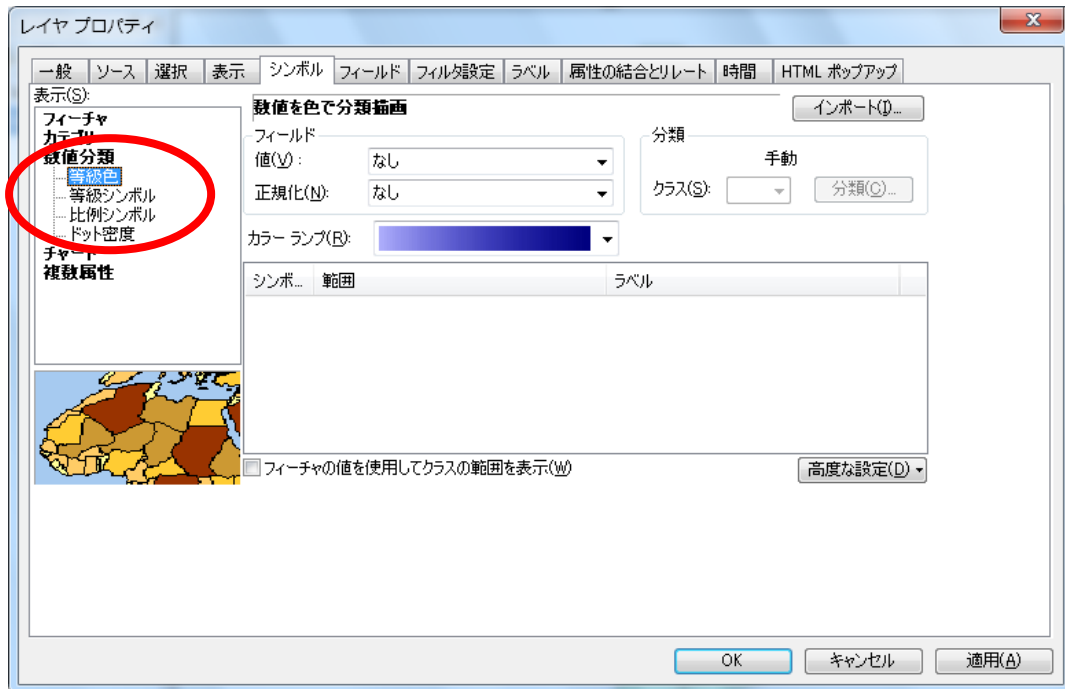 レイヤ プロパティ
一般 ソース 選択 表示 シンボル フィールド フィルタ設定 ラベル 属性の結合とリレート 時間 HTML ポップアップ
表示(S):
フィーチャ
カテゴリ
数値分類
等級色
等級シンボル
比例シンボル
ドット密度
チャート
複数属性
数値を色で分類描画
インポート(I)...
フィールド
値(V) : なし
正規化(N): なし
分類
手動
クラス(S): 分類(C)...
カラー ランプ(R):
シンボ... 範囲 ラベル
フィーチャの値を使用してクラスの範囲を表示(W)
高度な設定(D)
OK キャンセル 適用(A)